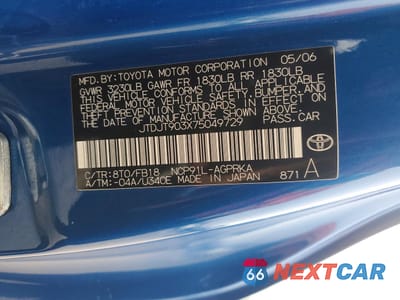 MFD.BY:TOYOTA MOTOR CORPORATION 05/06
GVWR 3230LB GAWR FR 1830LB RR 1830LB
THIS VEHICLE CONFORMS TO ALL APPLICABLE
FEDERAL MOTOR VEHICLE SAFETY, BUMPER, AND
THEFT PREVENTION STANDARDS IN EFFECT ON
THE DATE OF MANUFACTURE SHOWN ABOVE.
JTDJT903X75049729 PASS.CAR
TOYOTA
C/TR:8T0/FB18 NCP91L-AGPRKA
A/TM:-04A/U340E MADE IN JAPAN 871 A
66 NEXTCAR